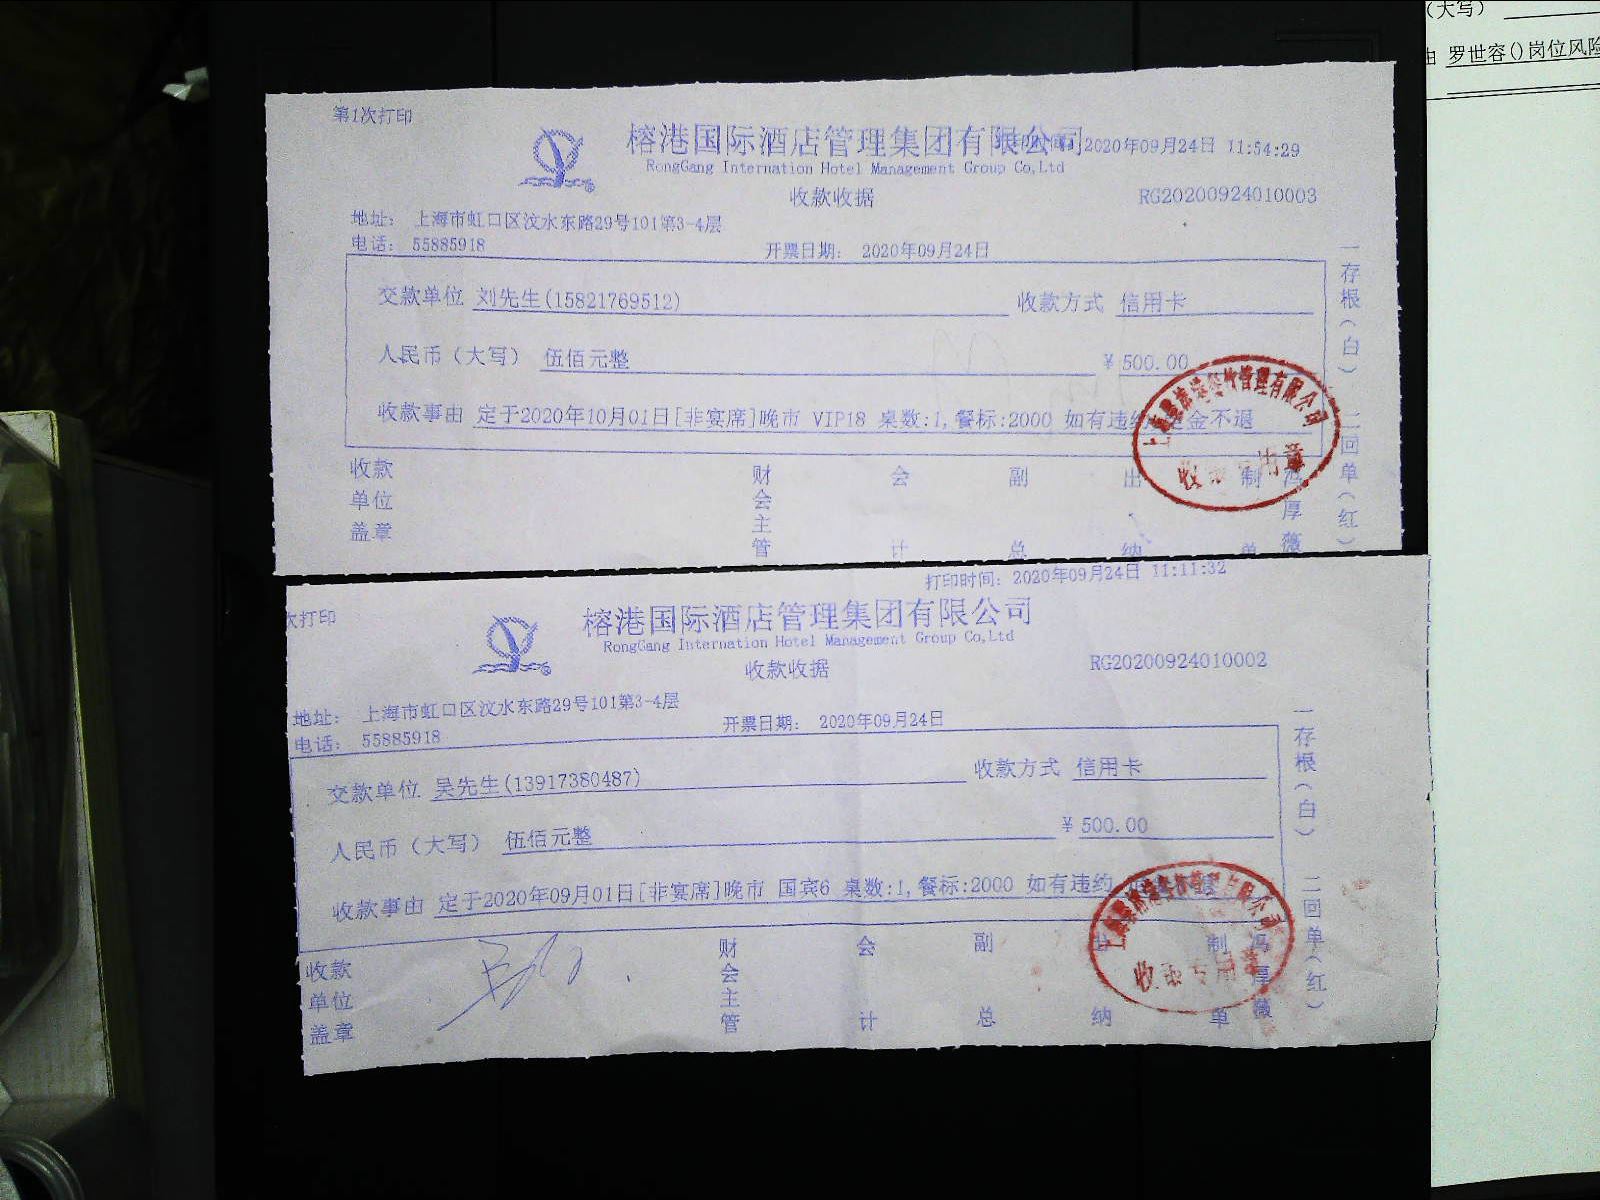 第1次打印
榕港国际酒店管理集团有限公司 2020年09月24日 11:54:29
RongGang Internation Hotel Management Group Co,Ltd
收款收据 RG20200924010003
地址: 上海市虹口区汶水东路29号101第3-4层
电话: 55885918 开票日期: 2020年09月24日
交款单位 刘先生(15821769512) 收款方式 信用卡
人民币（大写） 伍佰元整 ¥ 500.00
收款事由 定于2020年10月01日[非宴席]晚市 VIP18 桌数:1,餐标:2000 如有违约 金不退
收款单位盖章 财会主管 会计 副总 出纳 制单 冯厚薇
一存根（白） 二回单（红）
次打印
打印时间: 2020年09月24日 11:11:32
榕港国际酒店管理集团有限公司
RongGang Internation Hotel Management Group Co,Ltd
收款收据 RG20200924010002
地址: 上海市虹口区汶水东路29号101第3-4层
电话: 55885918 开票日期: 2020年09月24日
交款单位 吴先生(13917380487) 收款方式 信用卡
人民币（大写） 伍佰元整 ¥ 500.00
收款事由 定于2020年09月01日[非宴席]晚市 国宾6 桌数:1,餐标:2000 如有违约
收款单位盖章 财会主管 会计 副总 出纳 制单 冯厚薇
一存根（白） 二回单（红）
（大写）
由 罗世容()岗位风险